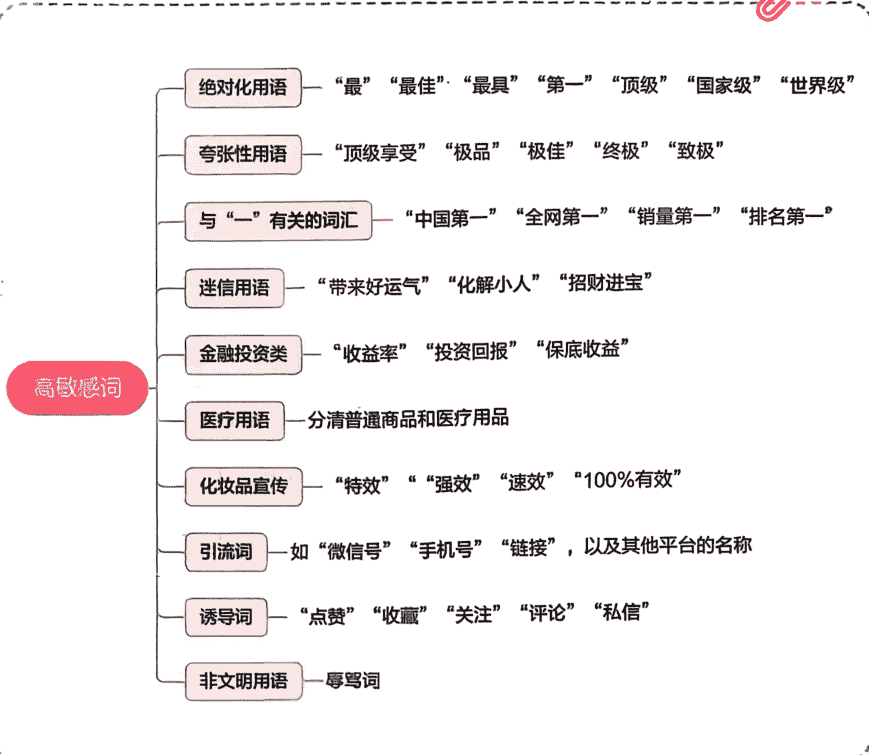 绝对化用语 “最” “最佳” “最具” “第一” “顶级” “国家级” “世界级”
夸张性用语 “顶级享受” “极品” “极佳” “终极” “致极”
与“一”有关的词汇 “中国第一” “全网第一” “销量第一” “排名第一”
迷信用语 “带来好运气” “化解小人” “招财进宝”
金融投资类 “收益率” “投资回报” “保底收益”
高敏感词
医疗用语 分清普通商品和医疗用品
化妆品宣传 “特效” “ “强效” “速效” “100%有效”
引流词 如“微信号” “手机号” “链接”，以及其他平台的名称
诱导词 “点赞” “收藏” “关注” “评论” “私信”
非文明用语 辱骂词